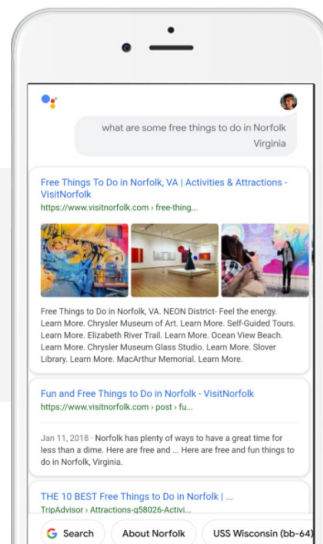 what are some free things to do in Norfolk
Virginia
Free Things To Do in Norfolk, VA | Activities & Attractions -
VisitNorfolk
https://www.visitnorfolk.com › free-thing...
Free Things to Do in Norfolk, VA. NEON District- Feel the energy.
Learn More. Chrysler Museum of Art. Learn More. Self-Guided Tours.
Learn More. Elizabeth River Trail. Learn More. Ocean View Beach.
Learn More. Chrysler Museum Glass Studio. Learn More. Slover
Library. Learn More. MacArthur Memorial. Learn More.
Fun and Free Things to Do in Norfolk - VisitNorfolk
https://www.visitnorfolk.com › post › fu...
Jan 11, 2018 · Norfolk has plenty of ways to have a great time for
less than a dime. Here are free and ... Here are free and fun things to
do in Norfolk, Virginia.
THE 10 BEST Free Things to Do in Norfolk | ...
TripAdvisor › Attractions-g58026-Activi...
Search
About Norfolk
USS Wisconsin (bb-64)